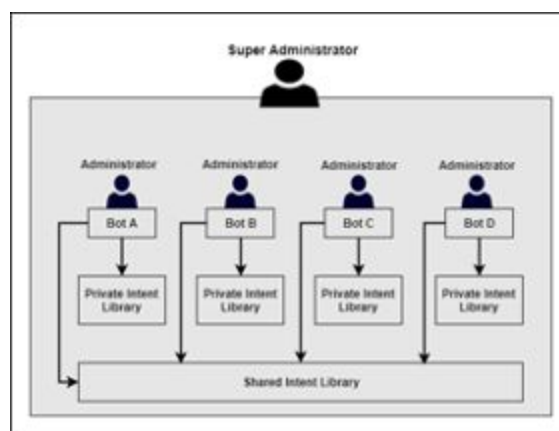 Super Administrator
Administrator Administrator Administrator Administrator
Bot A Bot B Bot C Bot D
Private Intent Private Intent Private Intent Private Intent
Library Library Library Library
Shared Intent Library